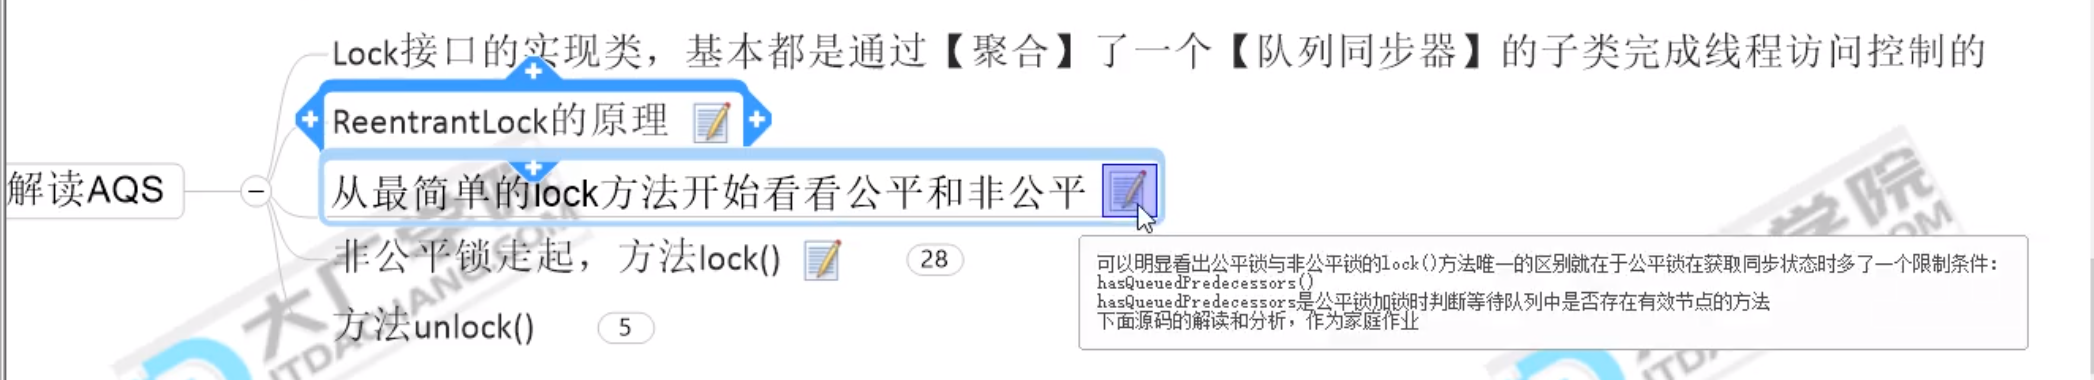 Lock接口的实现类，基本都是通过【聚合】了一个【队列同步器】的子类完成线程访问控制的
ReentrantLock的原理
解读AQS
从最简单的lock方法开始看看公平和非公平
非公平锁走起，方法lock()
28
可以明显看出公平锁与非公平锁的lock()方法唯一的区别就在于公平锁在获取同步状态时多了一个限制条件：
hasQueuedPredecessors()
hasQueuedPredecessors是公平锁加锁时判断等待队列中是否存在有效节点的方法
下面源码的解读和分析，作为家庭作业
方法unlock()
5